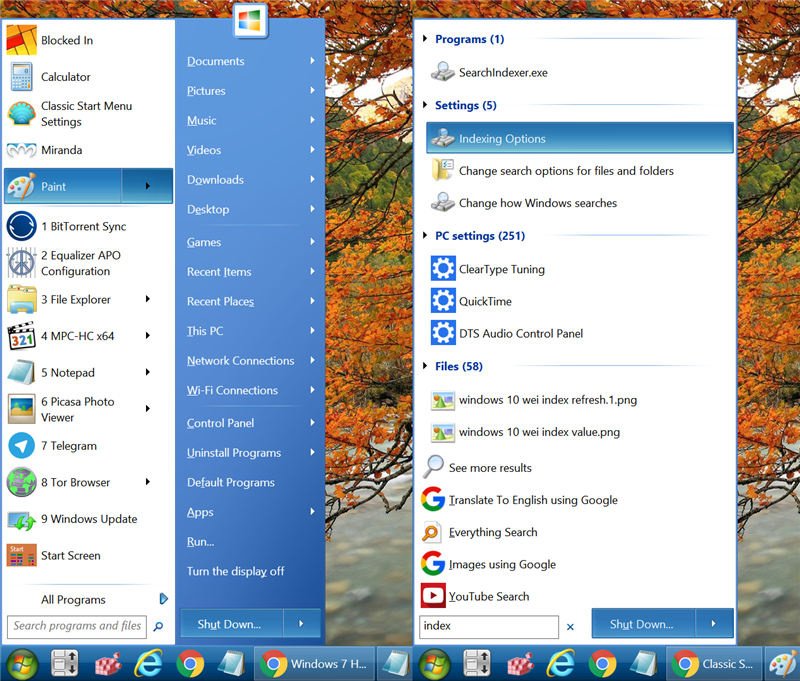 Blocked In
Calculator
Classic Start Menu
Settings
Miranda
Paint
1 BitTorrent Sync
2 Equalizer APO
Configuration
3 File Explorer
4 MPC-HC x64
5 Notepad
6 Picasa Photo
Viewer
7 Telegram
8 Tor Browser
9 Windows Update
Start
Start Screen
All Programs
Search programs and files
Documents
Pictures
Music
Videos
Downloads
Desktop
Games
Recent Items
Recent Places
This PC
Network Connections
Wi-Fi Connections
Control Panel
Uninstall Programs
Default Programs
Apps
Run...
Turn the display off
Shut Down...
Windows 7 H...
Programs (1)
SearchIndexer.exe
Settings (5)
Indexing Options
Change search options for files and folders
Change how Windows searches
PC settings (251)
ClearType Tuning
QuickTime
DTS Audio Control Panel
Files (58)
windows 10 wei index refresh.1.png
windows 10 wei index value.png
See more results
Translate To English using Google
Everything Search
Images using Google
YouTube Search
index
Shut Down...
Classic S...
321